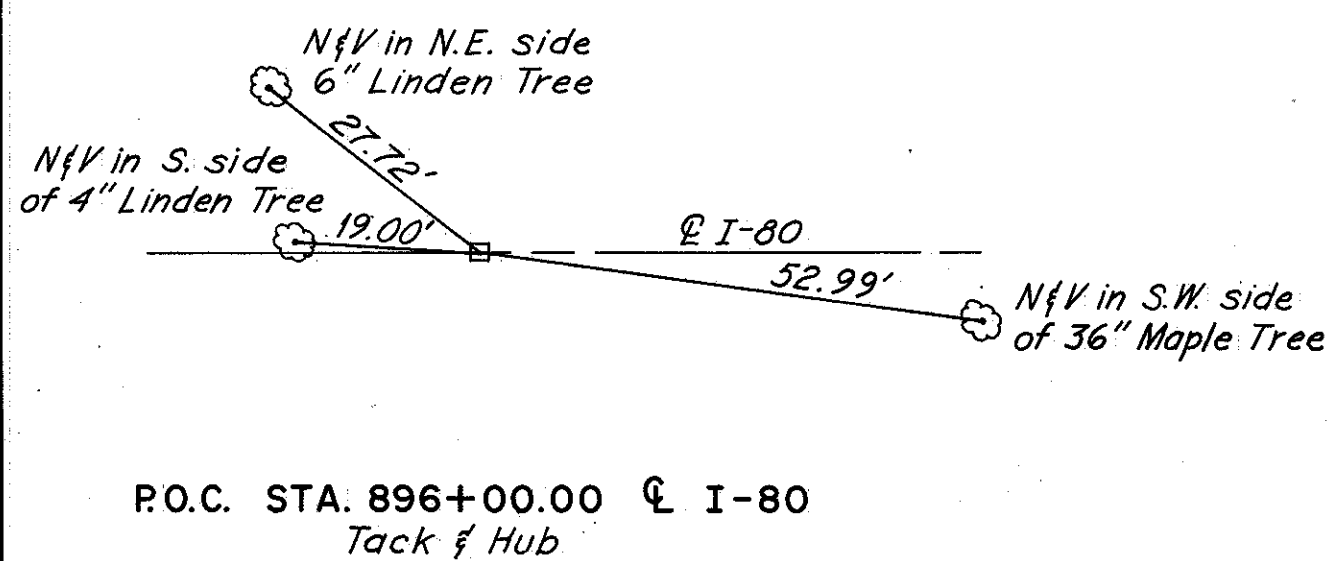 N&V in N.E. side
6" Linden Tree
27.72'
N&V in S. side
of 4" Linden Tree
19.00'
℄ I-80
52.99'
N&V in S.W. side
of 36" Maple Tree
P.O.C. STA. 896+00.00 ℄ I-80
Tack & Hub